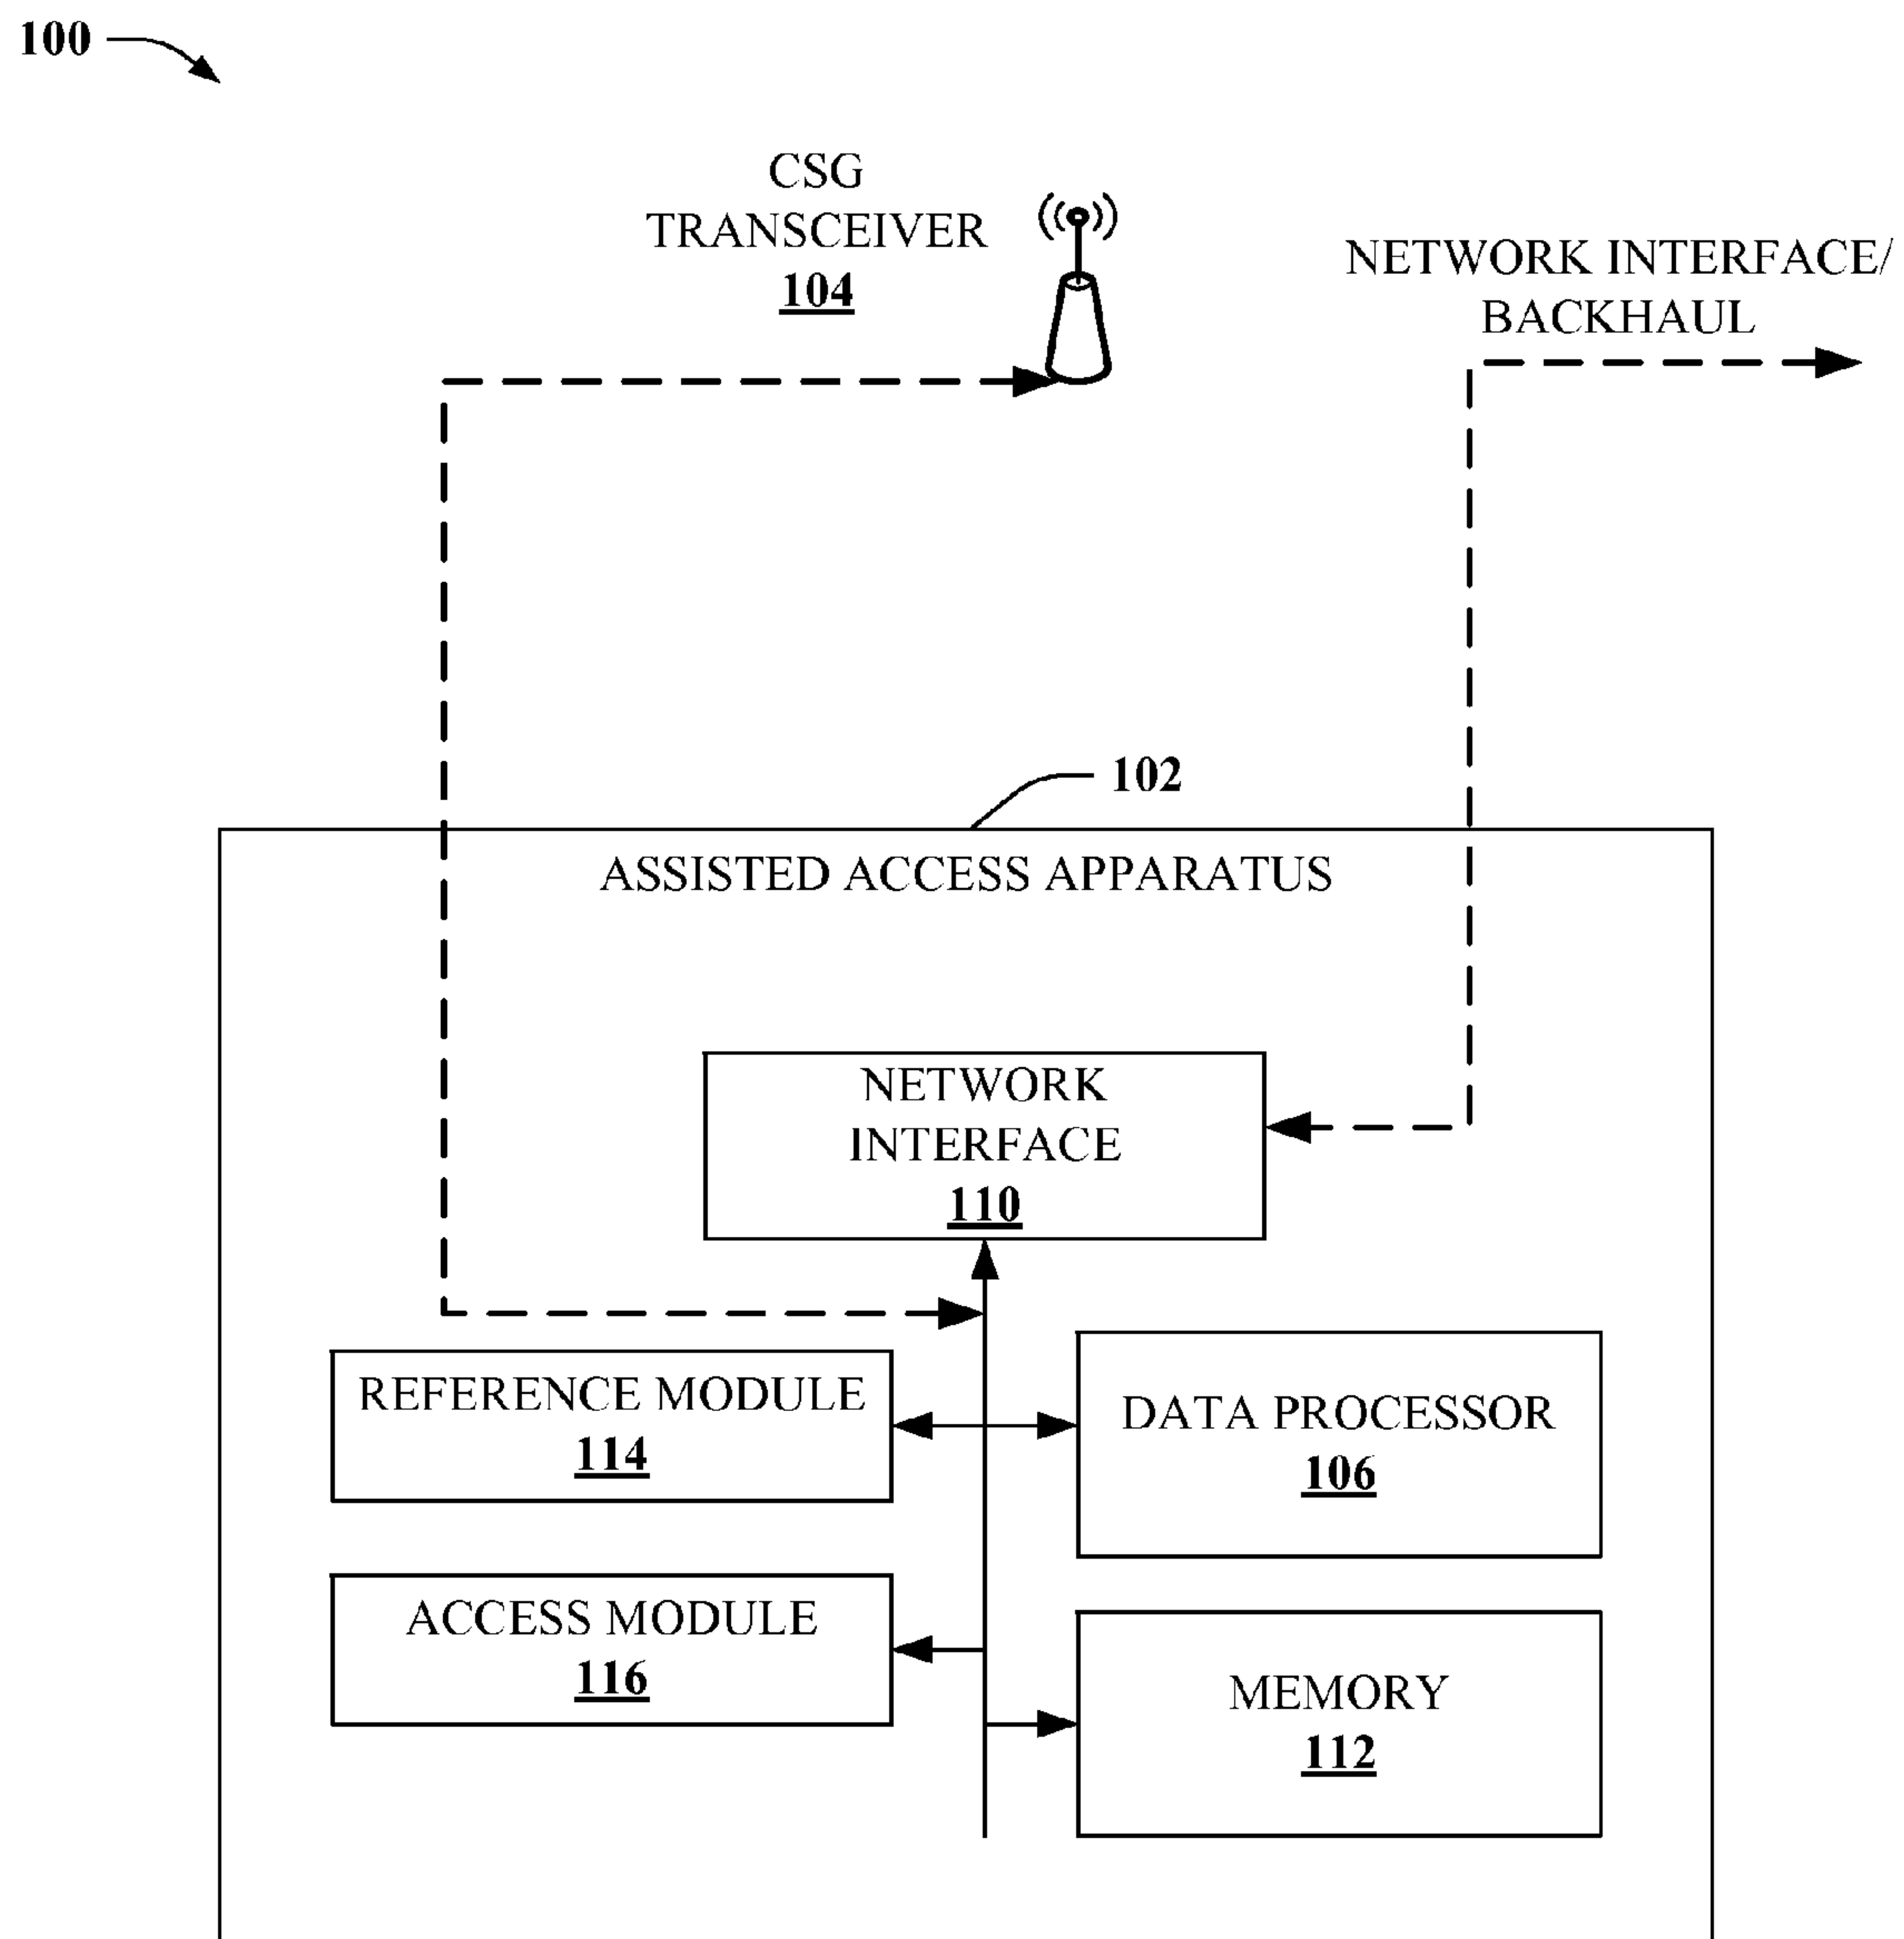 100
CSG
TRANSCEIVER
104
NETWORK INTERFACE/
BACKHAUL
102
ASSISTED ACCESS APPARATUS
NETWORK
INTERFACE
110
REFERENCE MODULE
114
DATA PROCESSOR
106
ACCESS MODULE
116
MEMORY
112